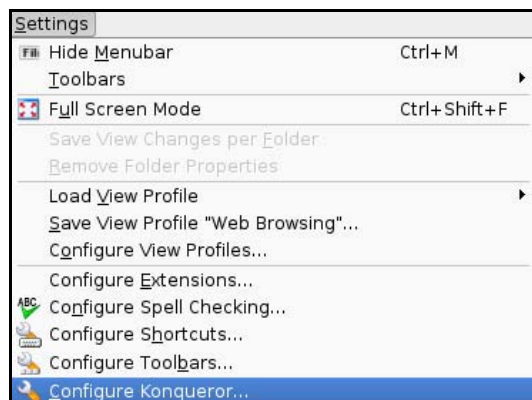 Settings
Hide Menubar Ctrl+M
Toolbars
Full Screen Mode Ctrl+Shift+F
Save View Changes per Folder
Remove Folder Properties
Load View Profile
Save View Profile "Web Browsing"...
Configure View Profiles...
Configure Extensions...
ABC Configure Spell Checking...
Configure Shortcuts...
Configure Toolbars...
Configure Konqueror...